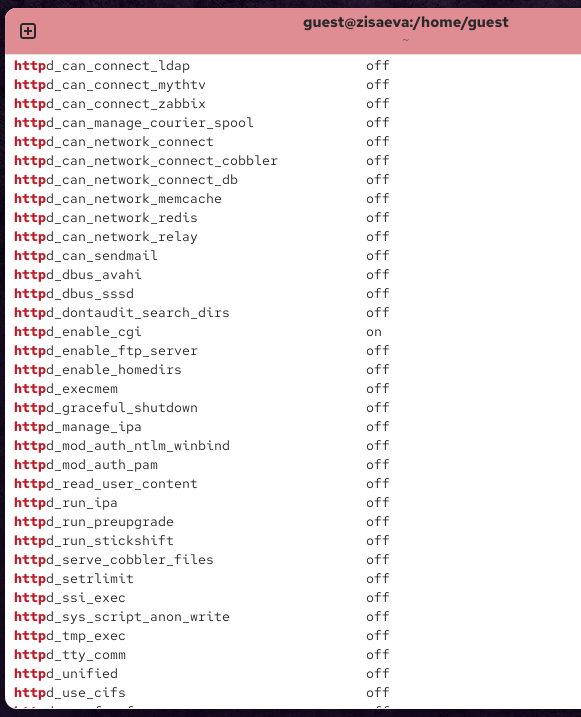 guest@zisaeva:/home/guest
~
httpd_can_connect_ldap off
httpd_can_connect_mythtv off
httpd_can_connect_zabbix off
httpd_can_manage_courier_spool off
httpd_can_network_connect off
httpd_can_network_connect_cobbler off
httpd_can_network_connect_db off
httpd_can_network_memcache off
httpd_can_network_redis off
httpd_can_network_relay off
httpd_can_sendmail off
httpd_dbus_avahi off
httpd_dbus_sssd off
httpd_dontaudit_search_dirs off
httpd_enable_cgi on
httpd_enable_ftp_server off
httpd_enable_homedirs off
httpd_execmem off
httpd_graceful_shutdown off
httpd_manage_ipa off
httpd_mod_auth_ntlm_winbind off
httpd_mod_auth_pam off
httpd_read_user_content off
httpd_run_ipa off
httpd_run_preupgrade off
httpd_run_stickshift off
httpd_serve_cobbler_files off
httpd_setrlimit off
httpd_ssi_exec off
httpd_sys_script_anon_write off
httpd_tmp_exec off
httpd_tty_comm off
httpd_unified off
httpd_use_cifs off